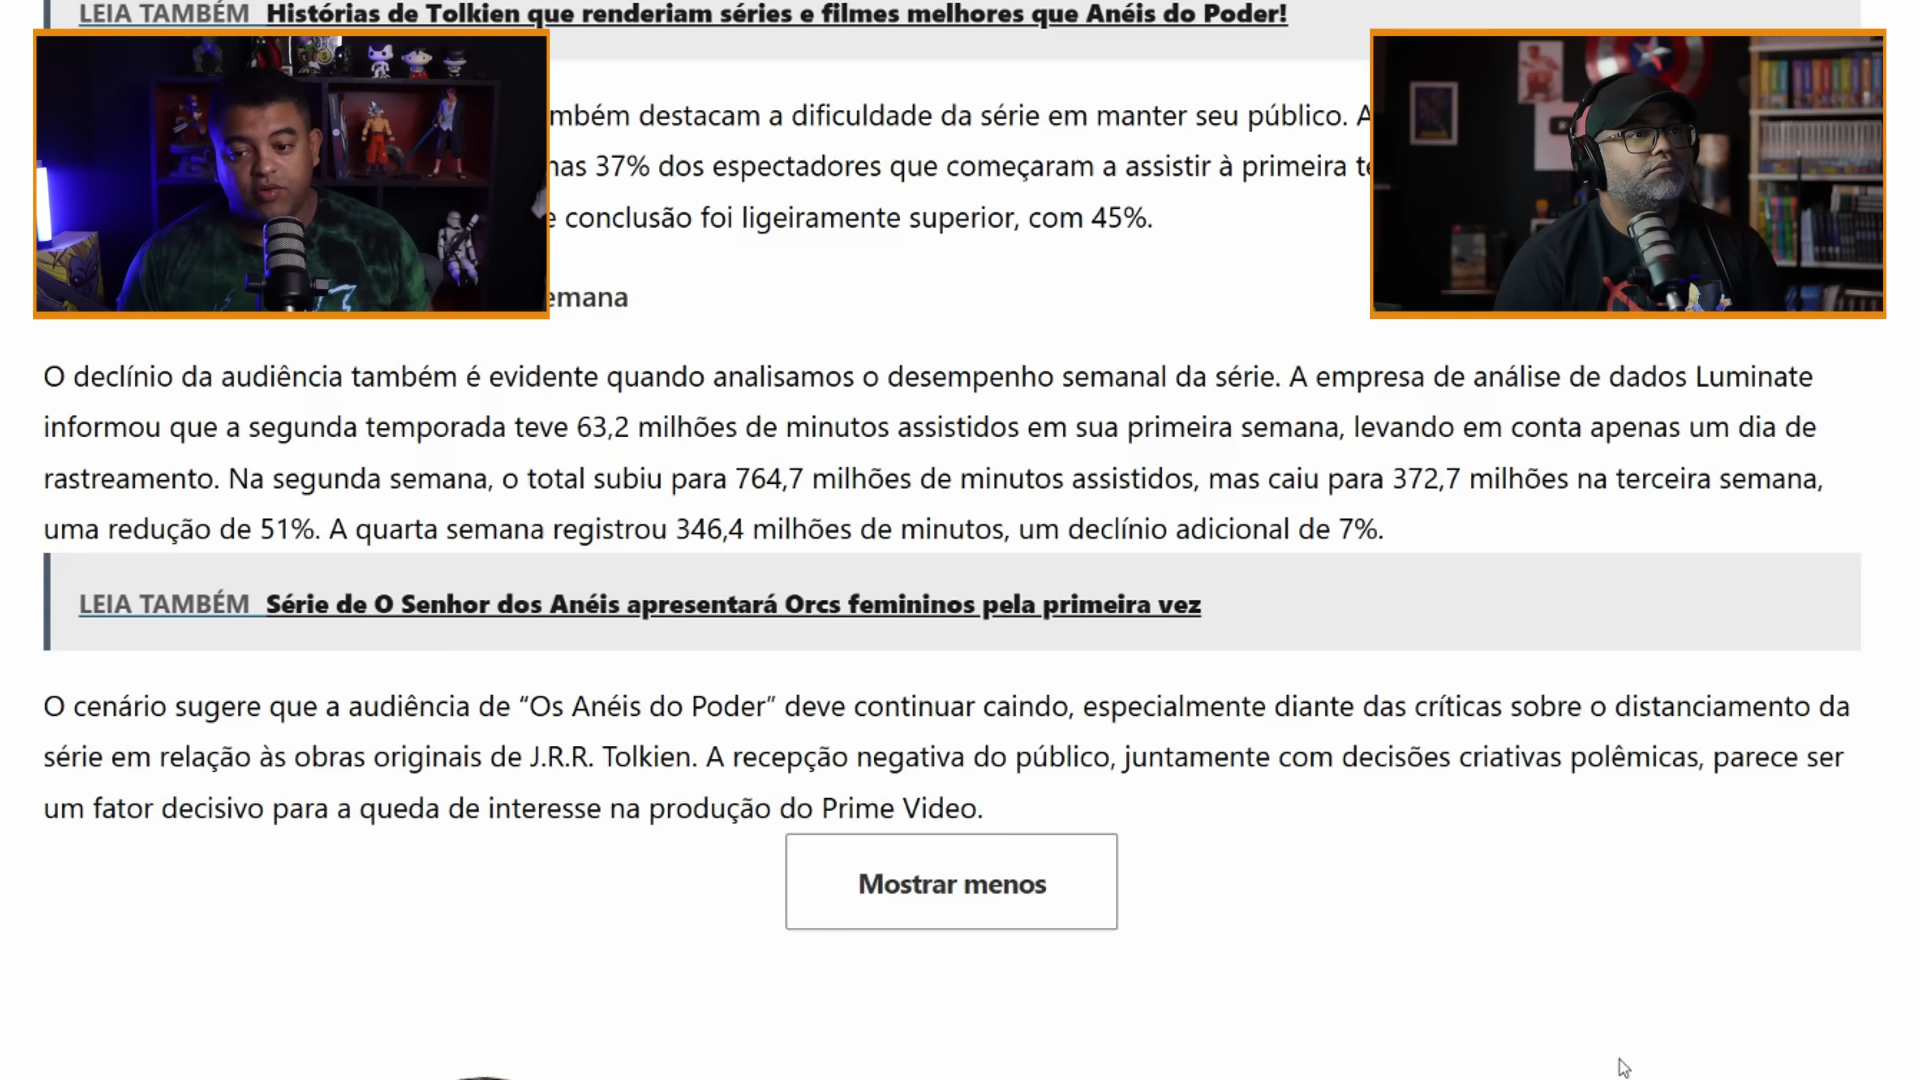 LEIA TAMBÉM Histórias de Tolkien que renderiam séries e filmes melhores que Anéis do Poder!
destacam a dificuldade da série em manter seu público.
37% dos espectadores que começaram a assistir à primeira
conclusão foi ligeiramente superior, com 45%.
O declínio da audiência também é evidente quando analisamos o desempenho semanal da série. A empresa de análise de dados Luminate
informou que a segunda temporada teve 63,2 milhões de minutos assistidos em sua primeira semana, levando em conta apenas um dia de
rastreamento. Na segunda semana, o total subiu para 764,7 milhões de minutos assistidos, mas caiu para 372,7 milhões na terceira semana,
uma redução de 51%. A quarta semana registrou 346,4 milhões de minutos, um declínio adicional de 7%.
LEIA TAMBÉM Série de O Senhor dos Anéis apresentará Orcs femininos pela primeira vez
O cenário sugere que a audiência de “Os Anéis do Poder” deve continuar caindo, especialmente diante das críticas sobre o distanciamento da
série em relação às obras originais de J.R.R. Tolkien. A recepção negativa do público, juntamente com decisões criativas polêmicas, parece ser
um fator decisivo para a queda de interesse na produção do Prime Video.
Mostrar menos